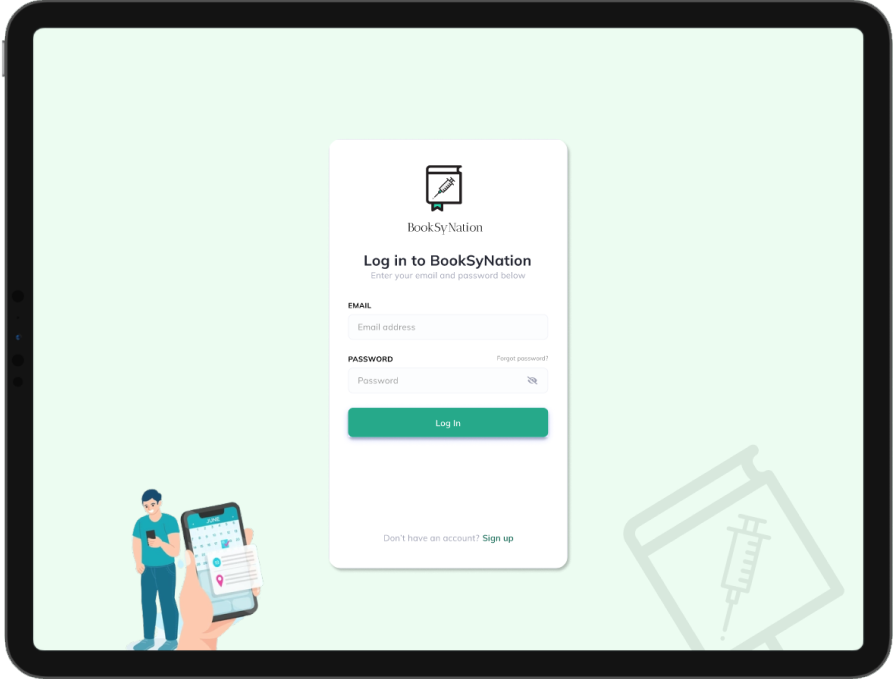 BookSyNation
Log in to BookSyNation
Enter your email and password below
EMAIL
Email address
PASSWORD
Forgot password?
Password
Log In
JUNE
Don't have an account? Sign up